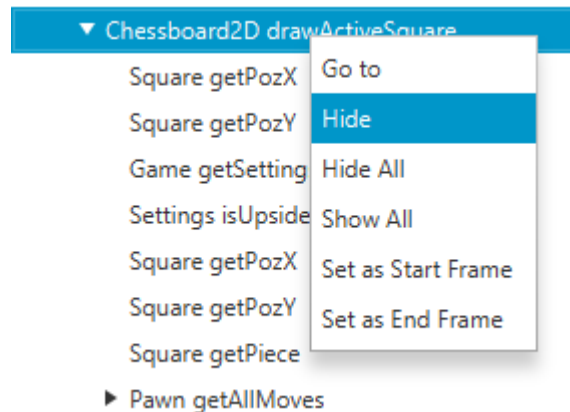 Chessboard2D drawActiveSquare
Square getPozX
Go to
Square getPozY
Hide
Game getSetting
Hide All
Settings isUpside
Show All
Square getPozX
Set as Start Frame
Square getPozY
Set as End Frame
Square getPiece
Pawn getAllMoves